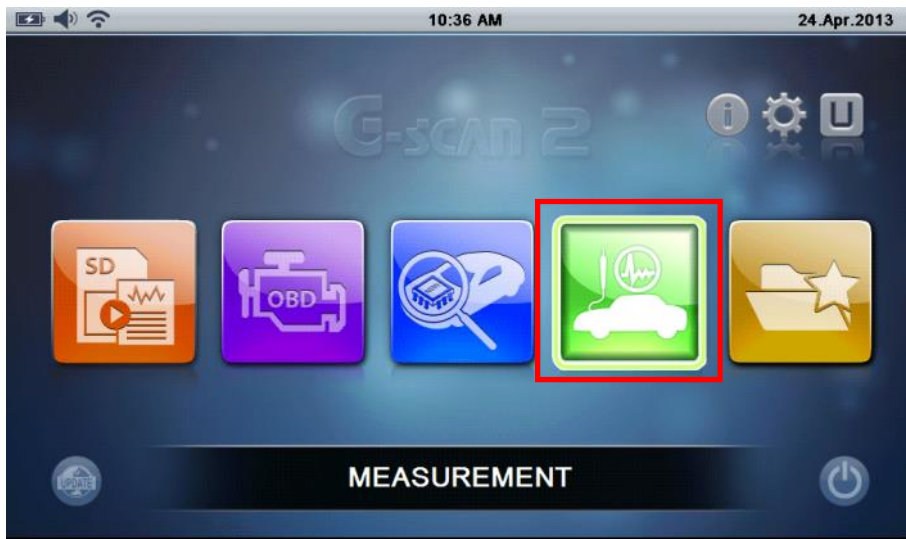 10:36 AM
24.Apr.2013
G-scan 2
i
U
SD
OBD
UPDATE
MEASUREMENT